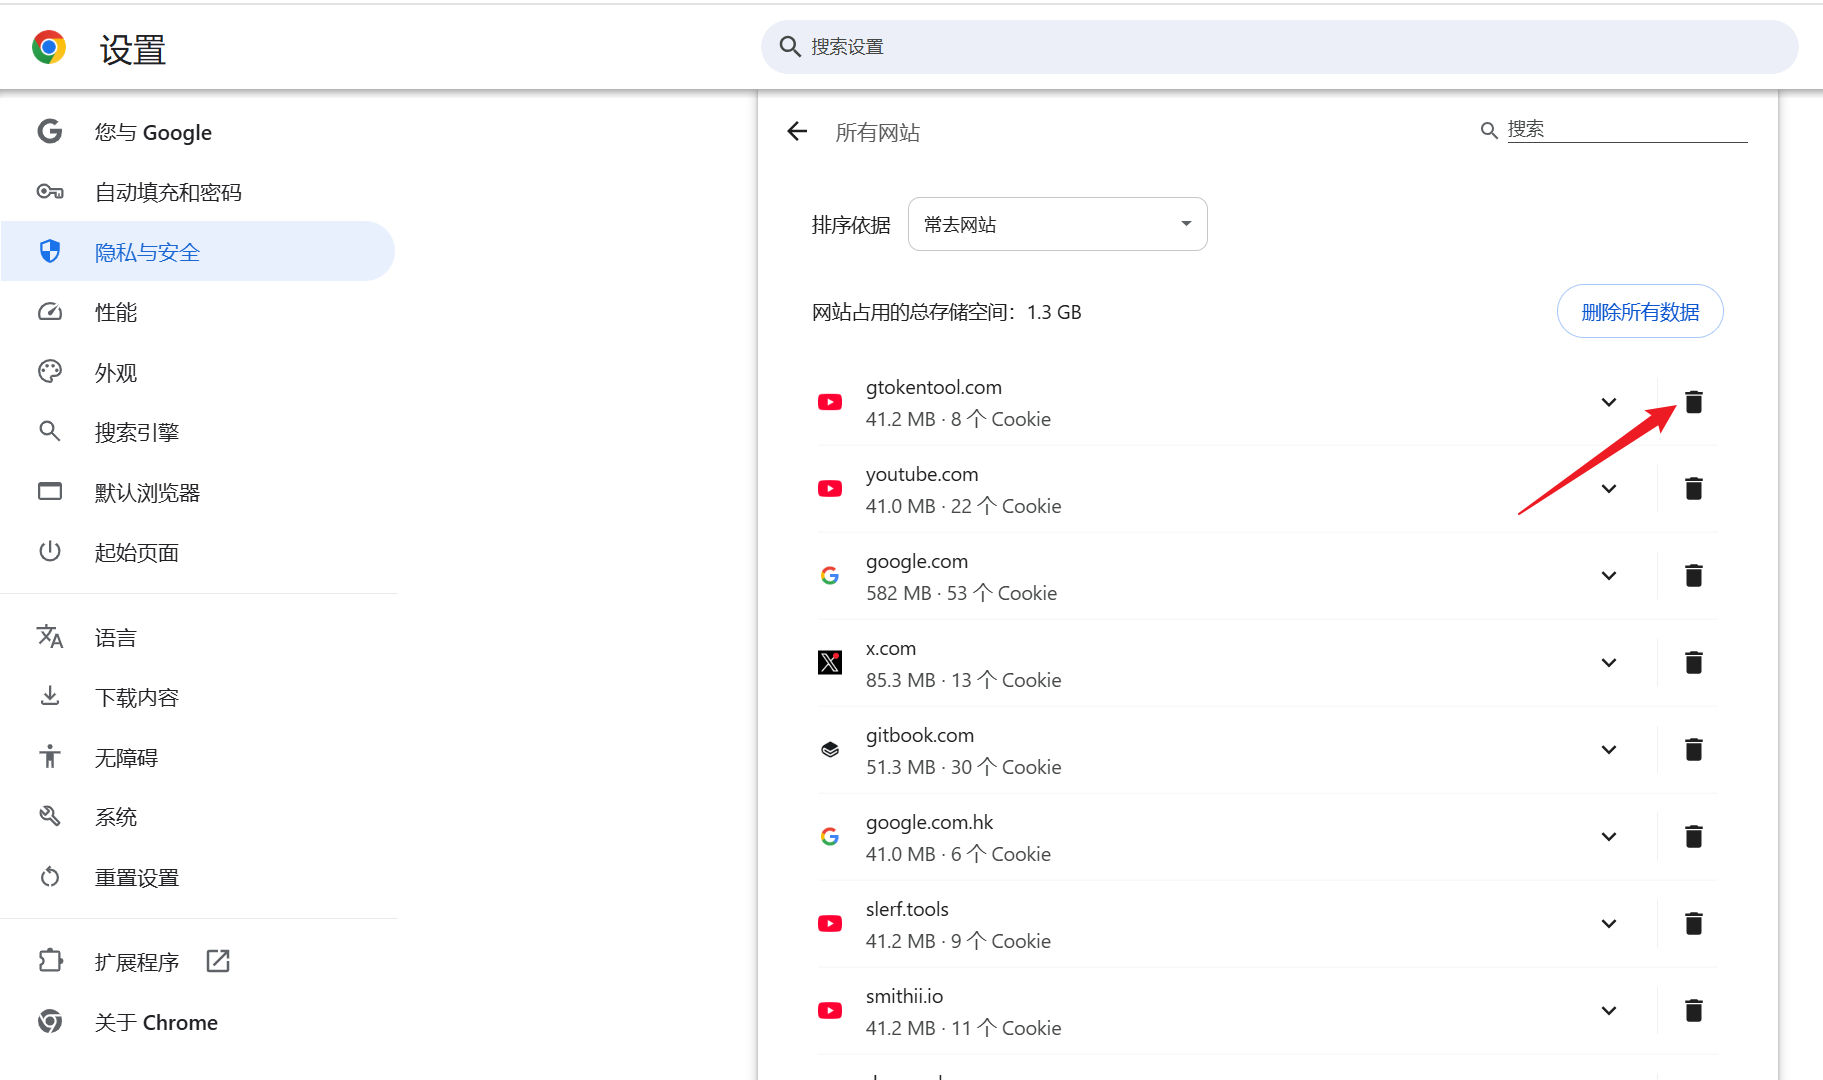 设置
搜索设置
您与 Google
自动填充和密码
隐私与安全
性能
外观
搜索引擎
默认浏览器
起始页面
语言
下载内容
无障碍
系统
重置设置
扩展程序
关于 Chrome
所有网站
搜索
排序依据
常去网站
网站占用的总存储空间：1.3 GB
删除所有数据
gtokentool.com
41.2 MB · 8 个 Cookie
youtube.com
41.0 MB · 22 个 Cookie
google.com
582 MB · 53 个 Cookie
x.com
85.3 MB · 13 个 Cookie
gitbook.com
51.3 MB · 30 个 Cookie
google.com.hk
41.0 MB · 6 个 Cookie
slerf.tools
41.2 MB · 9 个 Cookie
smithii.io
41.2 MB · 11 个 Cookie